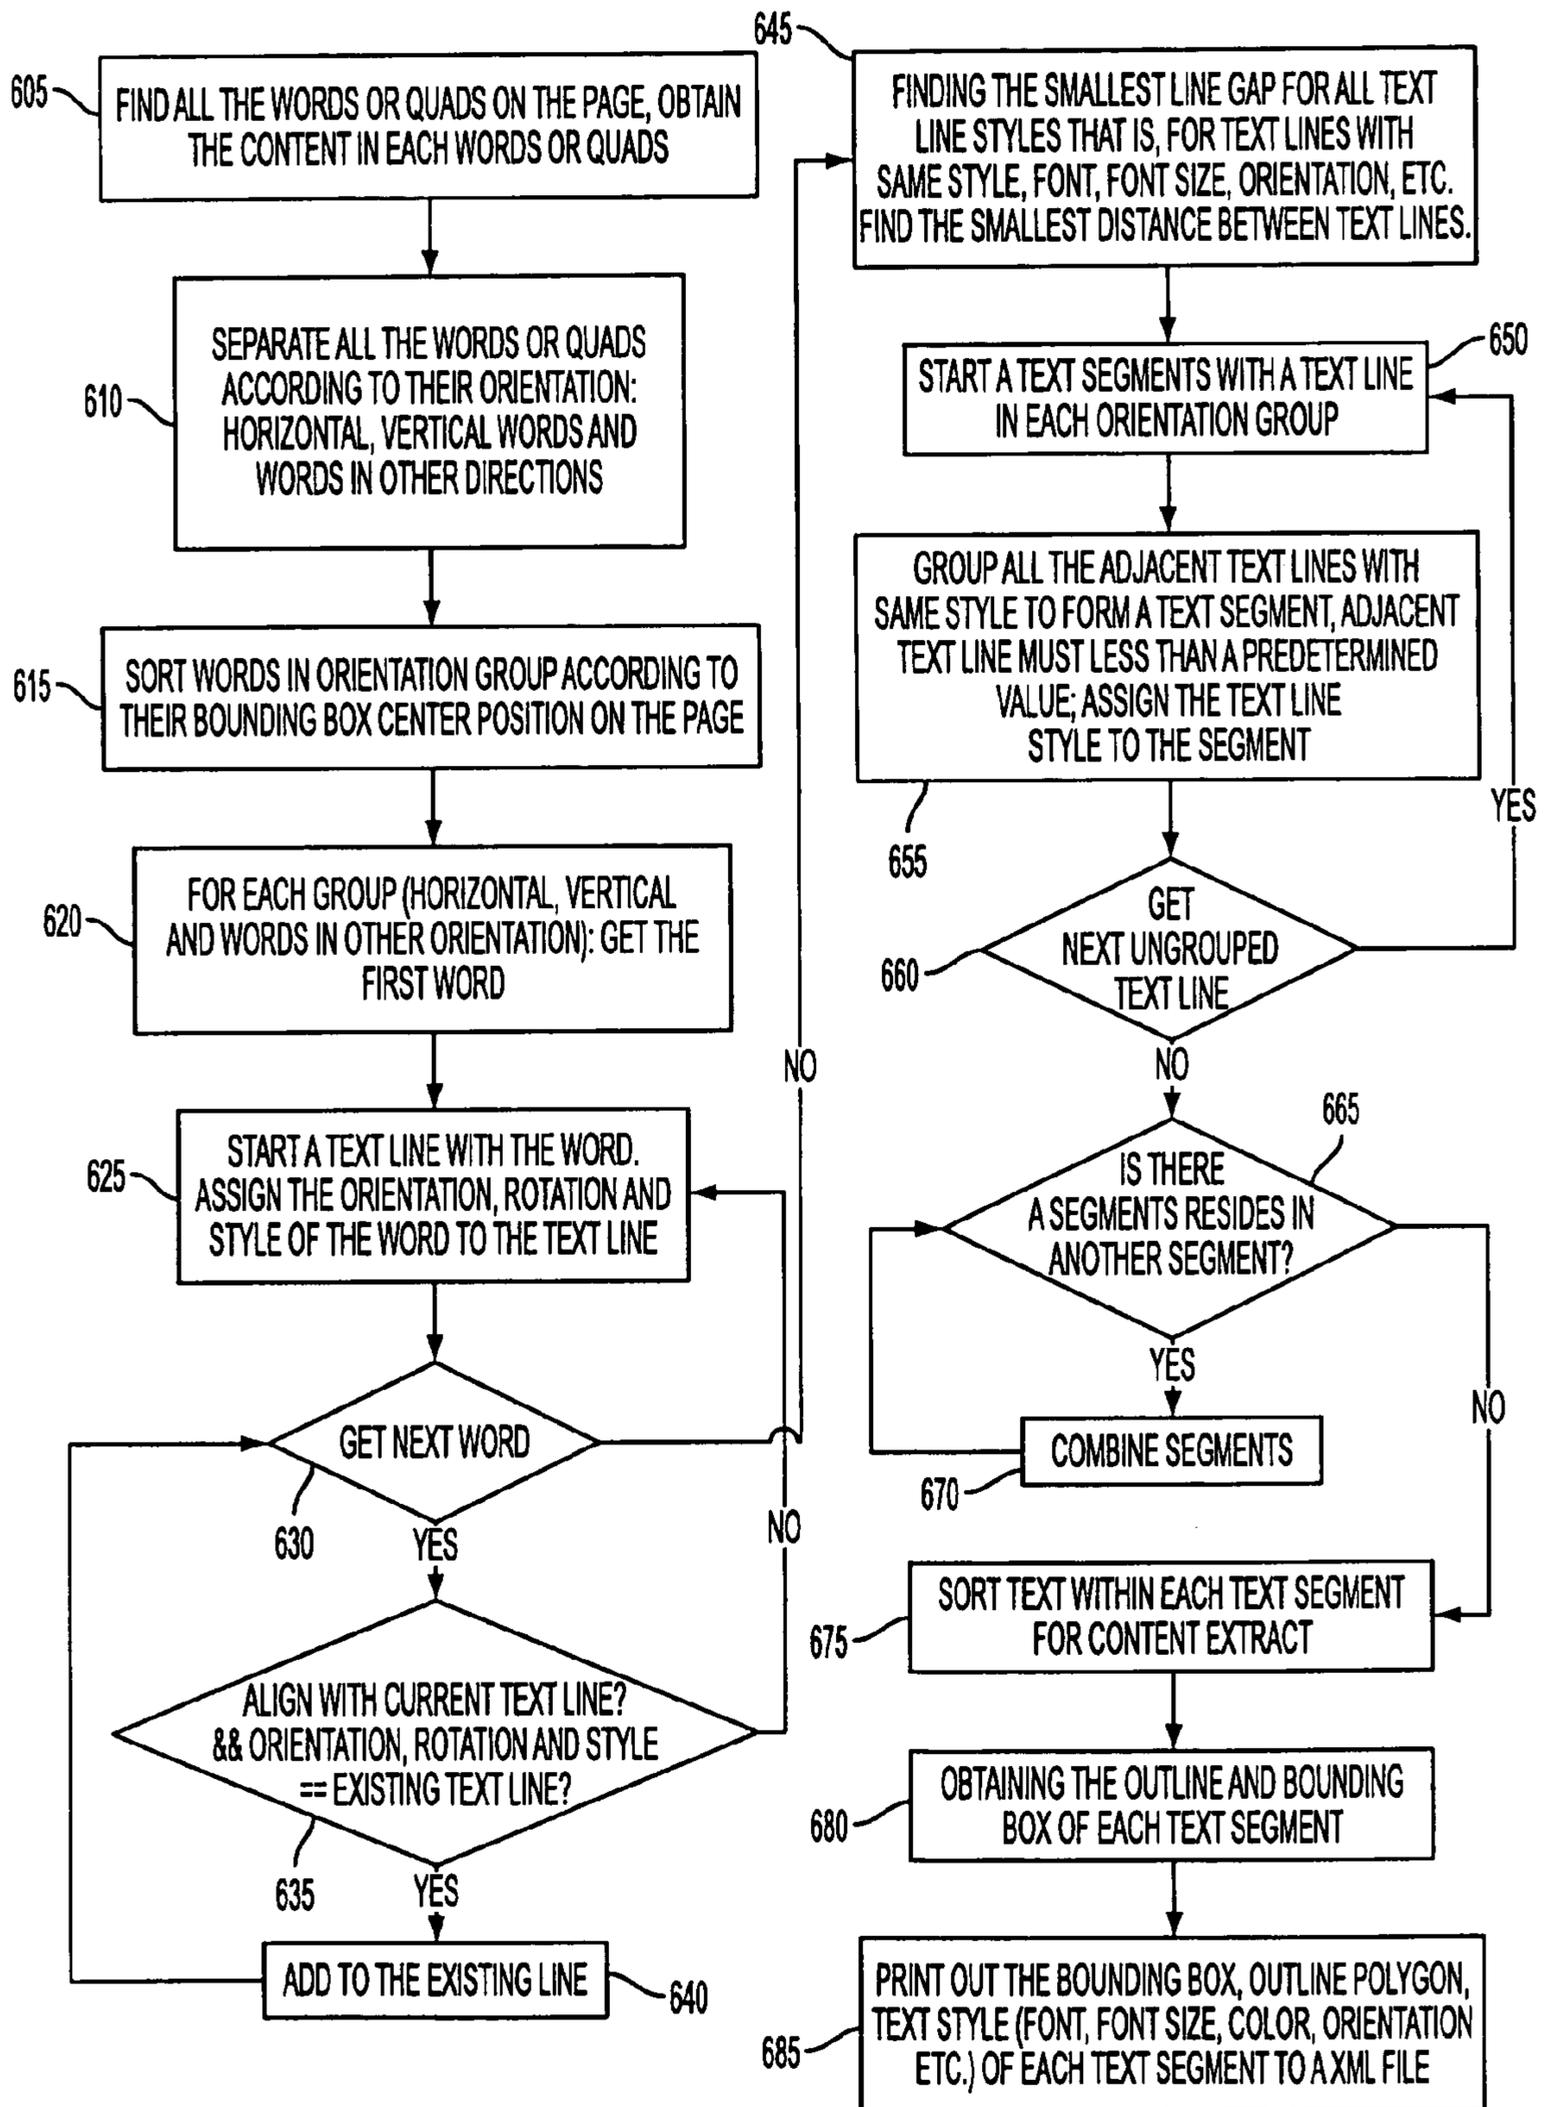 605
FIND ALL THE WORDS OR QUADS ON THE PAGE, OBTAIN
THE CONTENT IN EACH WORDS OR QUADS
610
SEPARATE ALL THE WORDS OR QUADS
ACCORDING TO THEIR ORIENTATION:
HORIZONTAL, VERTICAL WORDS AND
WORDS IN OTHER DIRECTIONS
615
SORT WORDS IN ORIENTATION GROUP ACCORDING TO
THEIR BOUNDING BOX CENTER POSITION ON THE PAGE
620
FOR EACH GROUP (HORIZONTAL, VERTICAL
AND WORDS IN OTHER ORIENTATION): GET THE
FIRST WORD
625
START A TEXT LINE WITH THE WORD.
ASSIGN THE ORIENTATION, ROTATION AND
STYLE OF THE WORD TO THE TEXT LINE
GET NEXT WORD
630
NO
YES
ALIGN WITH CURRENT TEXT LINE?
&& ORIENTATION, ROTATION AND STYLE
== EXISTING TEXT LINE?
635
NO
YES
ADD TO THE EXISTING LINE
640
645
FINDING THE SMALLEST LINE GAP FOR ALL TEXT
LINE STYLES THAT IS, FOR TEXT LINES WITH
SAME STYLE, FONT, FONT SIZE, ORIENTATION, ETC.
FIND THE SMALLEST DISTANCE BETWEEN TEXT LINES.
650
START A TEXT SEGMENTS WITH A TEXT LINE
IN EACH ORIENTATION GROUP
GROUP ALL THE ADJACENT TEXT LINES WITH
SAME STYLE TO FORM A TEXT SEGMENT, ADJACENT
TEXT LINE MUST LESS THAN A PREDETERMINED
VALUE; ASSIGN THE TEXT LINE
STYLE TO THE SEGMENT
655
YES
GET
NEXT UNGROUPED
TEXT LINE
660
NO
665
IS THERE
A SEGMENTS RESIDES IN
ANOTHER SEGMENT?
YES
NO
COMBINE SEGMENTS
670
SORT TEXT WITHIN EACH TEXT SEGMENT
FOR CONTENT EXTRACT
675
OBTAINING THE OUTLINE AND BOUNDING
BOX OF EACH TEXT SEGMENT
680
PRINT OUT THE BOUNDING BOX, OUTLINE POLYGON,
TEXT STYLE (FONT, FONT SIZE, COLOR, ORIENTATION
ETC.) OF EACH TEXT SEGMENT TO A XML FILE
685